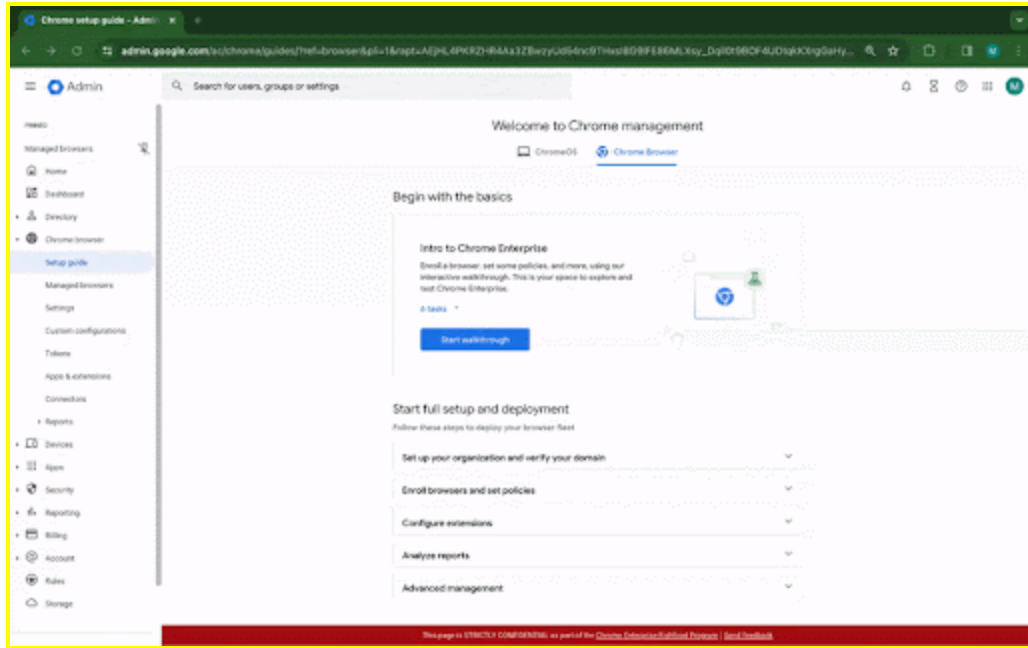 Chrome setup guide - Admin
admin.google.com/ac/chrome/guides/?ref=browser&
Admin
Search for users, groups or settings
M
Managed browsers
Home
Dashboard
Directory
Chrome browser
Setup guide
Managed browsers
Settings
Custom configurations
Tokens
Apps & extensions
Connectors
Reports
Devices
Apps
Security
Reporting
Billing
Account
Rules
Storage
Welcome to Chrome management
ChromeOS
Chrome Browser
Begin with the basics
Intro to Chrome Enterprise
Enroll a browser, set some policies, and more, using our
interactive walkthrough. This is your space to explore and
test Chrome Enterprise.
6 tasks
Start walkthrough
Start full setup and deployment
Follow these steps to deploy your browser fleet
Set up your organization and verify your domain
Enroll browsers and set policies
Configure extensions
Analyze reports
Advanced management
This page is STRICTLY CONFIDENTIAL as part of the Chrome Enterprise Program | Send feedback